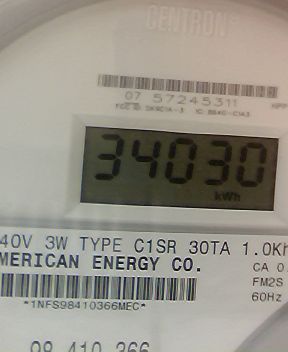 CENTRON®
07 57245311
34030
kWh
40V 3W TYPE C1SR 30TA 1.0Kh
MERICAN ENERGY CO.
CA 0.
FM2S
60Hz
*1NFS98410366MEC*
98 410 366